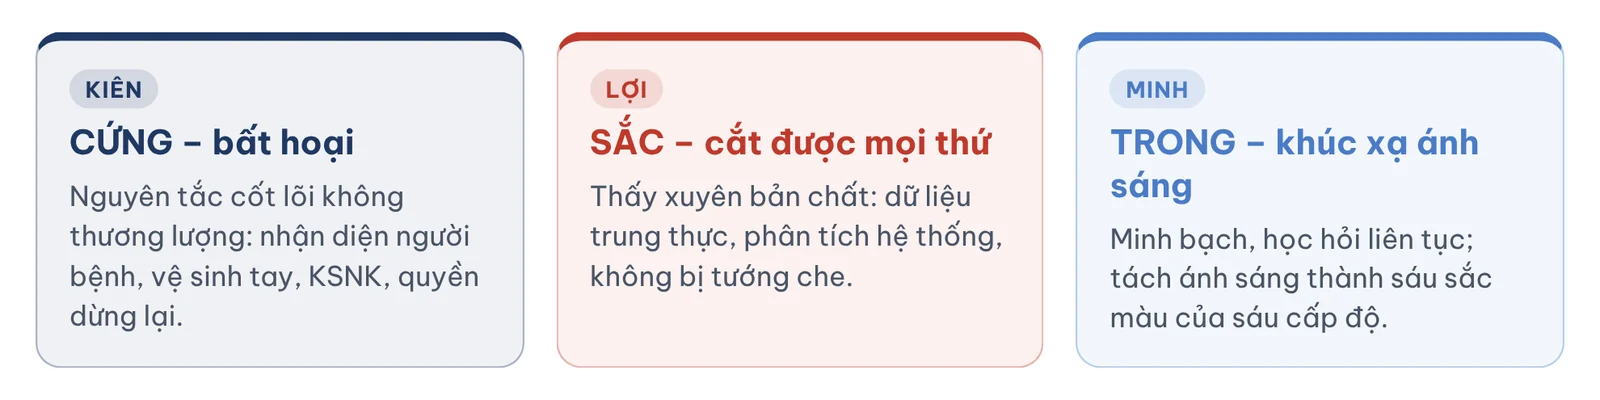 KIÊN
CỨNG – bất hoại
Nguyên tắc cốt lõi không
thương lượng: nhận diện người
bệnh, vệ sinh tay, KSNK, quyền
dừng lại.
LỢI
SẮC – cắt được mọi thứ
Thấy xuyên bản chất: dữ liệu
trung thực, phân tích hệ thống,
không bị tướng che.
MINH
TRONG – khúc xạ ánh
sáng
Minh bạch, học hỏi liên tục;
tách ánh sáng thành sáu sắc
màu của sáu cấp độ.